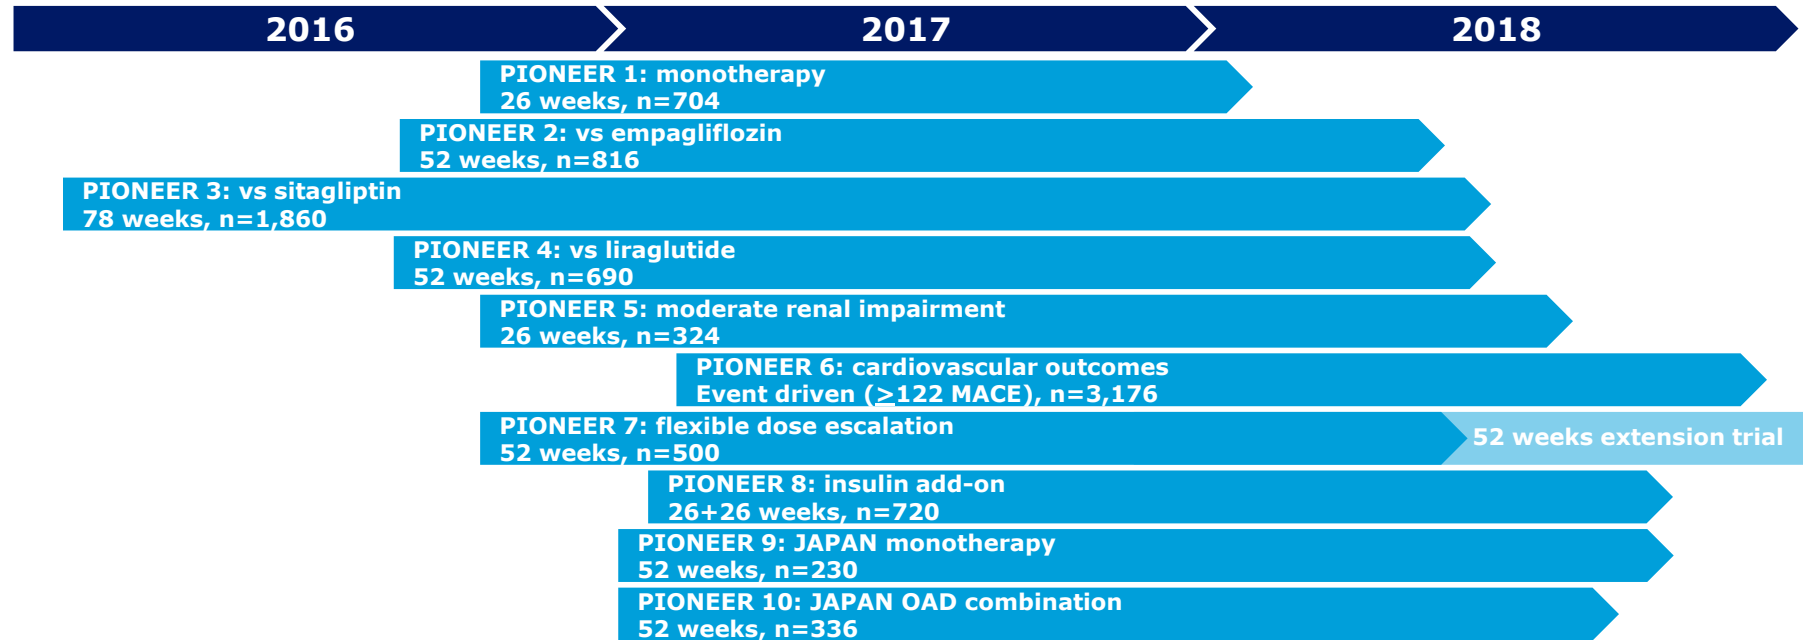 2016 2017 2018
PIONEER 1: monotherapy
26 weeks, n=704
PIONEER 2: vs empagliflozin
52 weeks, n=816
PIONEER 3: vs sitagliptin
78 weeks, n=1,860
PIONEER 4: vs liraglutide
52 weeks, n=690
PIONEER 5: moderate renal impairment
26 weeks, n=324
PIONEER 6: cardiovascular outcomes
Event driven (≥122 MACE), n=3,176
PIONEER 7: flexible dose escalation
52 weeks, n=500
52 weeks extension trial
PIONEER 8: insulin add-on
26+26 weeks, n=720
PIONEER 9: JAPAN monotherapy
52 weeks, n=230
PIONEER 10: JAPAN OAD combination
52 weeks, n=336